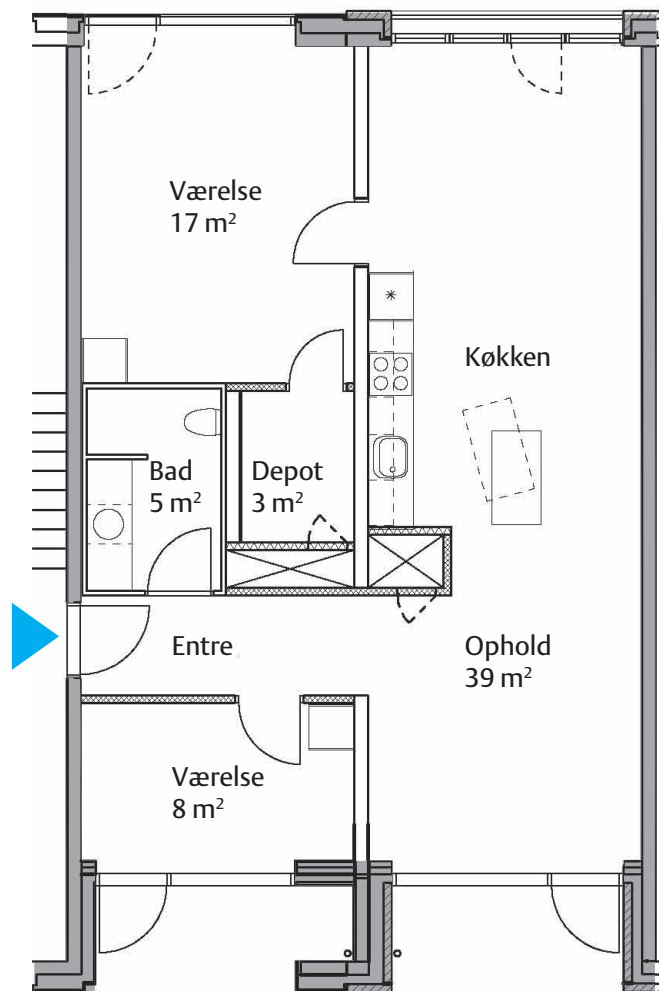 Værelse
17 m²
Køkken
Bad
5 m²
Depot
3 m²
Entre
Ophold
39 m²
Værelse
8 m²